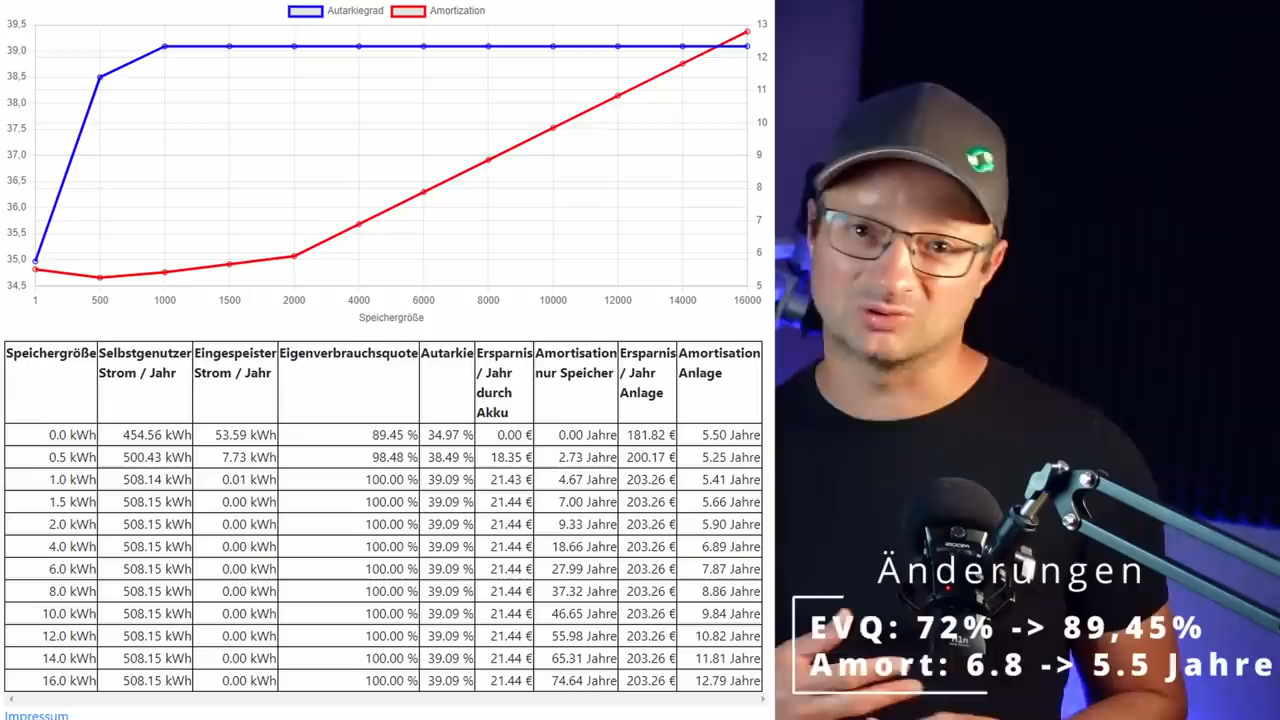 Autarkiegrad Amortization
39,5 13
39,0 12
38,5 11
38,0 10
37,5 9
37,0 8
36,5 7
36,0 6
35,5 5
35,0
34,5
1 500 1000 1500 2000 4000 6000 8000 10000 12000 14000 16000
Speichergröße
Speichergröße Selbstgenutzer Strom / Jahr Eingespeister Strom / Jahr Eigenverbrauchsquote Autarkie Ersparnis / Jahr durch Akku Amortisation nur Speicher Ersparnis / Jahr Anlage Amortisation Anlage
0.0 kWh 454.56 kWh 53.59 kWh 89.45 % 34.97 % 0.00 € 0.00 Jahre 181.82 € 5.50 Jahre
0.5 kWh 500.43 kWh 7.73 kWh 98.48 % 38.49 % 18.35 € 2.73 Jahre 200.17 € 5.25 Jahre
1.0 kWh 508.14 kWh 0.01 kWh 100.00 % 39.09 % 21.43 € 4.67 Jahre 203.26 € 5.41 Jahre
1.5 kWh 508.15 kWh 0.00 kWh 100.00 % 39.09 % 21.44 € 7.00 Jahre 203.26 € 5.66 Jahre
2.0 kWh 508.15 kWh 0.00 kWh 100.00 % 39.09 % 21.44 € 9.33 Jahre 203.26 € 5.90 Jahre
4.0 kWh 508.15 kWh 0.00 kWh 100.00 % 39.09 % 21.44 € 18.66 Jahre 203.26 € 6.89 Jahre
6.0 kWh 508.15 kWh 0.00 kWh 100.00 % 39.09 % 21.44 € 27.99 Jahre 203.26 € 7.87 Jahre
8.0 kWh 508.15 kWh 0.00 kWh 100.00 % 39.09 % 21.44 € 37.32 Jahre 203.26 € 8.86 Jahre
10.0 kWh 508.15 kWh 0.00 kWh 100.00 % 39.09 % 21.44 € 46.65 Jahre 203.26 € 9.84 Jahre
12.0 kWh 508.15 kWh 0.00 kWh 100.00 % 39.09 % 21.44 € 55.98 Jahre 203.26 € 10.82 Jahre
14.0 kWh 508.15 kWh 0.00 kWh 100.00 % 39.09 % 21.44 € 65.31 Jahre 203.26 € 11.81 Jahre
16.0 kWh 508.15 kWh 0.00 kWh 100.00 % 39.09 % 21.44 € 74.64 Jahre 203.26 € 12.79 Jahre
Impressum
ZOOM
Änderungen
EVQ: 72% -> 89,45%
Amort: 6.8 -> 5.5 Jahre